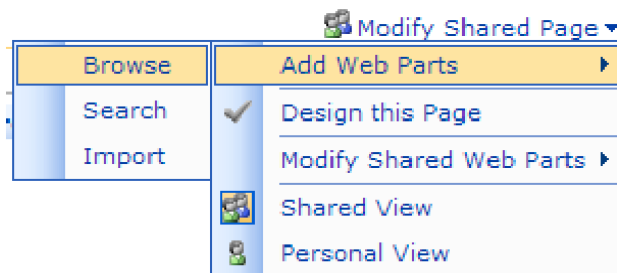 Modify Shared Page
Browse
Add Web Parts
Search
Design this Page
Import
Modify Shared Web Parts
Shared View
Personal View